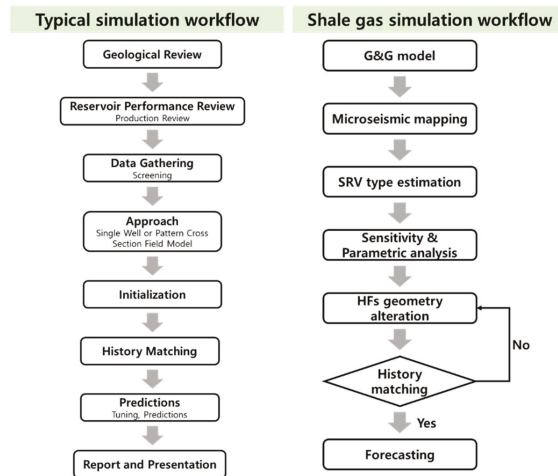 Typical simulation workflow
Geological Review
Reservoir Performance Review
Production Review
Data Gathering
Screening
Approach
Single Well or Pattern Cross
Section Field Model
Initialization
History Matching
Predictions
Tuning, Predictions
Report and Presentation
Shale gas simulation workflow
G&G model
Microseismic mapping
SRV type estimation
Sensitivity &
Parametric analysis
HFs geometry
alteration
No
History
matching
Yes
Forecasting